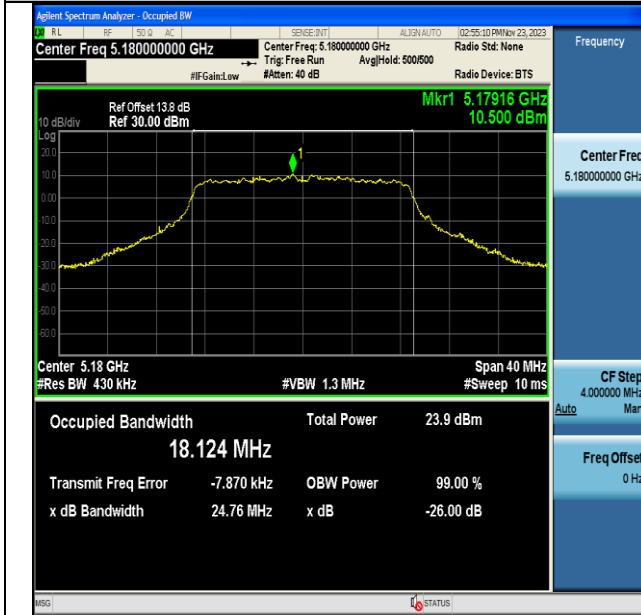 Agilent Spectrum Analyzer - Occupied BW
RL RF 50 Ω AC SENSE:INT ALIGN AUTO 02:55:10 PM Nov 23, 2023
Center Freq 5.180000000 GHz
Center Freq: 5.180000000 GHz Radio Std: None
Trig: Free Run Avg|Hold: 500/500
#IFGain:Low #Atten: 40 dB Radio Device: BTS
Frequency
Ref Offset 13.8 dB
10 dB/div Ref 30.00 dBm
Mkr1 5.17916 GHz
10.500 dBm
Log
20.0
10.0
0.00
-10.0
-20.0
-30.0
-40.0
-50.0
-60.0
1
Center 5.18 GHz Span 40 MHz
#Res BW 430 kHz #VBW 1.3 MHz #Sweep 10 ms
Center Freq
5.180000000 GHz
CF Step
4.000000 MHz
Auto Man
Freq Offset
0 Hz
Occupied Bandwidth Total Power 23.9 dBm
18.124 MHz
Transmit Freq Error -7.870 kHz OBW Power 99.00 %
x dB Bandwidth 24.76 MHz x dB -26.00 dB
MSG STATUS